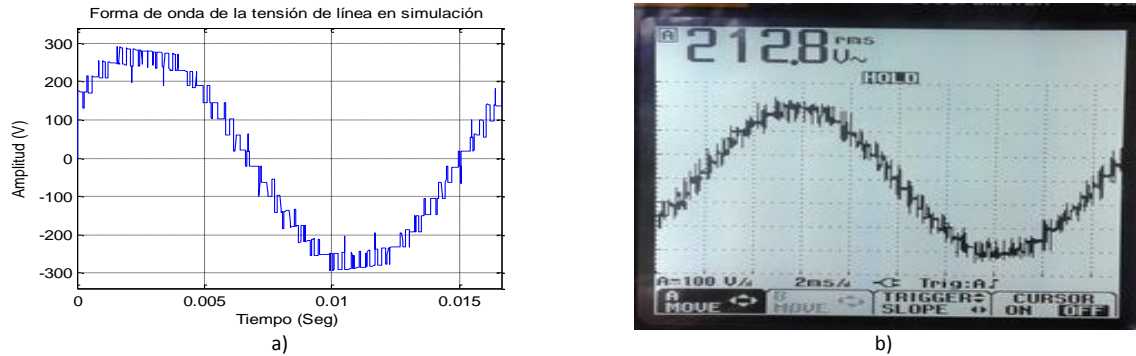 Forma de onda de la tensión de línea en simulación
300
200
100
0
-100
-200
-300
Amplitud (V)
0
0.005
0.01
0.015
Tiempo (Seg)
a)
A 212.8 rms
V~
HOLD
A=100 V/ 2ms/ Trig:A
A MOVE
B MOVE
TRIGGER SLOPE
CURSOR ON OFF
b)